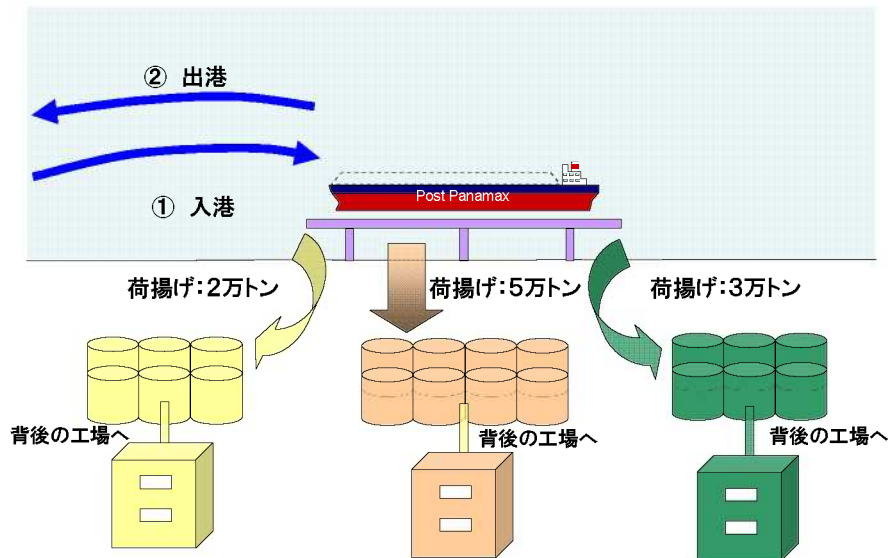 ② 出港
Post Panamax
① 入港
荷揚げ:2万トン
荷揚げ:5万トン
荷揚げ:3万トン
背後の工場へ
背後の工場へ
背後の工場へ